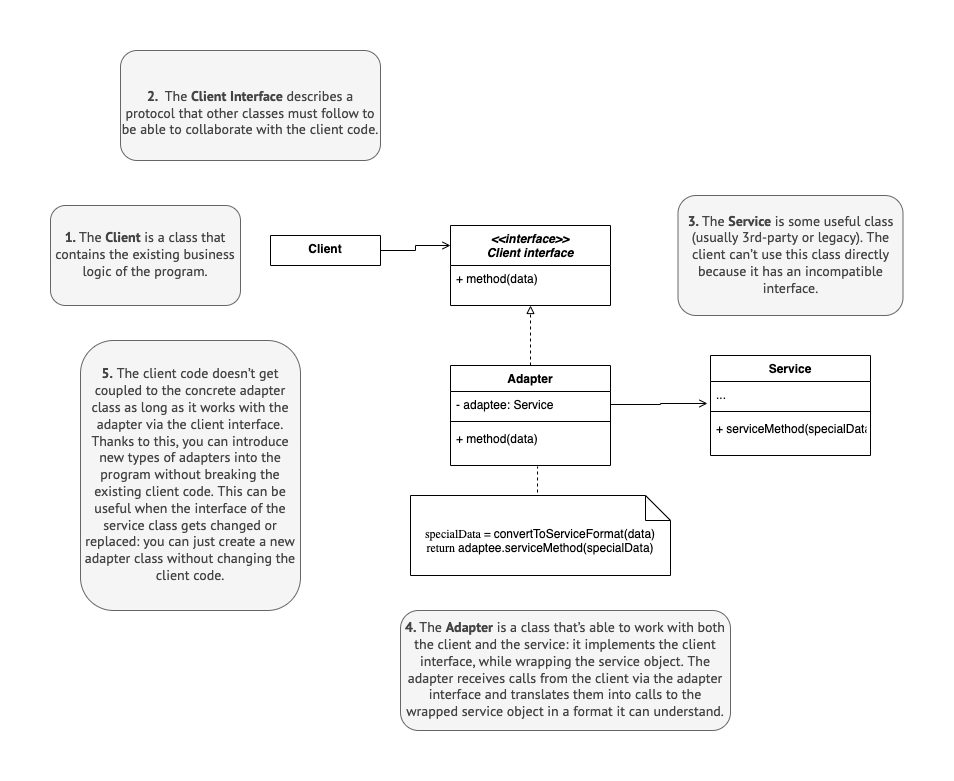 2. The Client Interface describes a
protocol that other classes must follow to
be able to collaborate with the client code.
1. The Client is a class that
contains the existing business
logic of the program.
Client
<<interface>>
Client interface
+ method(data)
3. The Service is some useful class
(usually 3rd-party or legacy). The
client can't use this class directly
because it has an incompatible
interface.
5. The client code doesn't get
coupled to the concrete adapter
class as long as it works with the
adapter via the client interface.
Thanks to this, you can introduce
new types of adapters into the
program without breaking the
existing client code. This can be
useful when the interface of the
service class gets changed or
replaced: you can just create a new
adapter class without changing the
client code.
Adapter
- adaptee: Service
+ method(data)
Service
...
+ serviceMethod(specialData
specialData = convertToServiceFormat(data)
return adaptee.serviceMethod(specialData)
4. The Adapter is a class that's able to work with both
the client and the service: it implements the client
interface, while wrapping the service object. The
adapter receives calls from the client via the adapter
interface and translates them into calls to the
wrapped service object in a format it can understand.